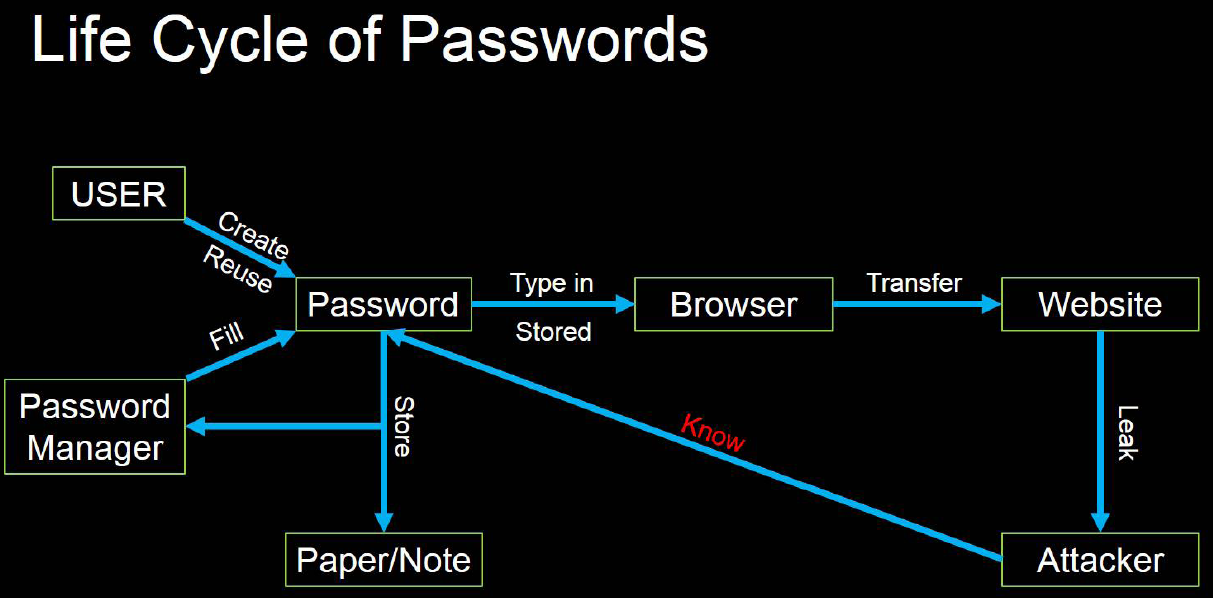 Life Cycle of Passwords
USER
Create
Reuse
Password
Type in
Stored
Browser
Transfer
Website
Fill
Password
Manager
Store
Know
Leak
Paper/Note
Attacker